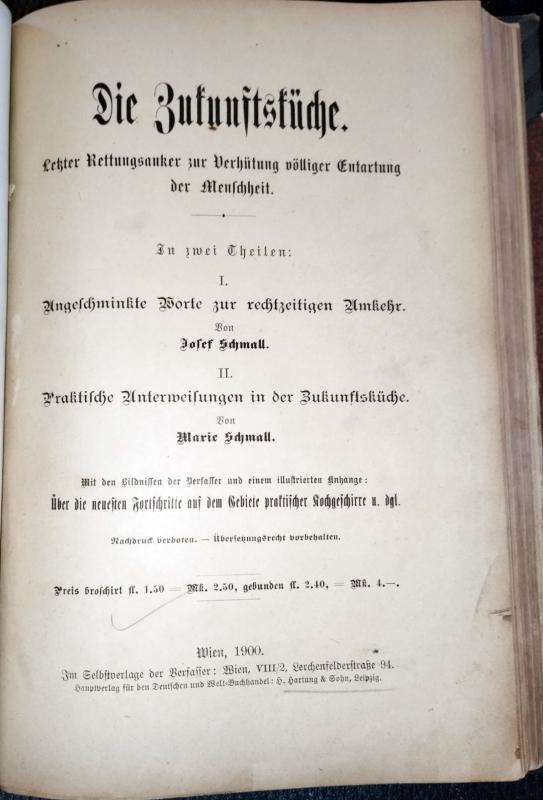 Die Zukunftsküche.
Letzter Rettungsanker zur Verhütung völliger Entartung
der Menschheit.
In zwei Theilen:
I.
Ungeschminkte Worte zur rechtzeitigen Umkehr.
Von
Josef Schmall.
II.
Praktische Unterweisungen in der Zukunftsküche.
Von
Marie Schmall.
Mit den Bildnissen der Verfasser und einem illustrierten Anhange:
Über die neuesten Fortschritte auf dem Gebiete praktischer Kochgeschirre u. dgl.
Nachdruck verboten. — Übersetzungsrecht vorbehalten.
Preis broschirt fl. 1.50 = Mk. 2.50, gebunden fl. 2.40, = Mk. 4.—.
Wien, 1900.
Im Selbstverlage der Verfasser: Wien, VIII/2, Lerchenfelderstraße 94.
Hauptverlag für den Deutschen und Welt-Buchhandel: H. Hartung & Sohn, Leipzig.